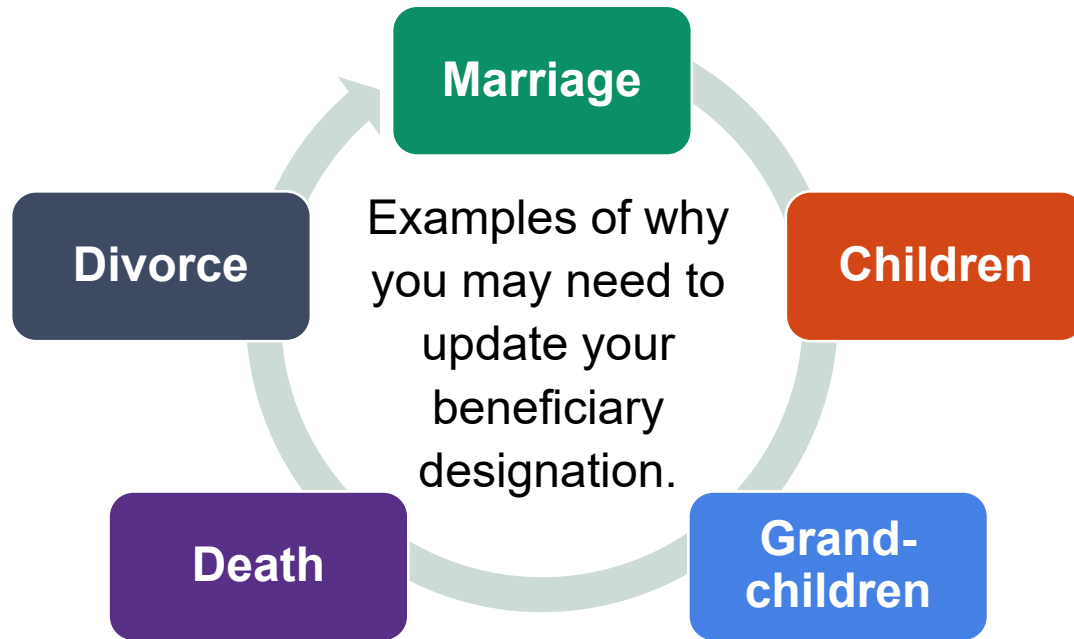 Marriage
Examples of why
you may need to
update your
beneficiary
designation.
Children
Grand-
children
Death
Divorce